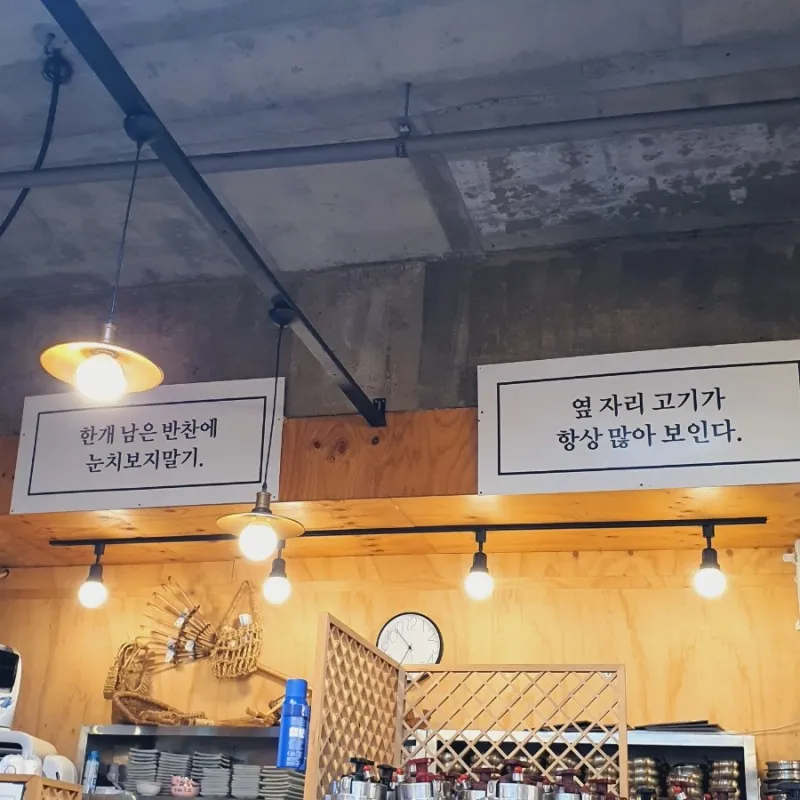 한개 남은 반찬에
눈치보지말기.
옆 자리 고기가
항상 많아 보인다.